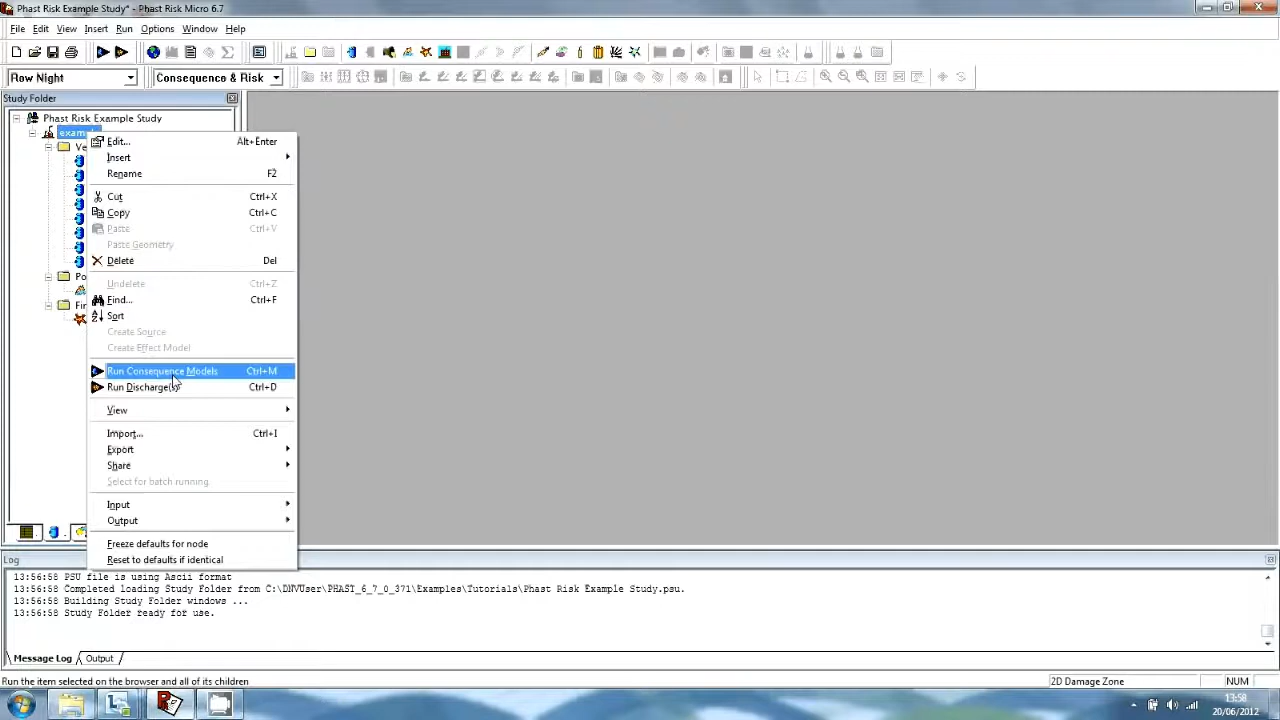 Phast Risk Example Study* - Phast Risk Micro 6.7
File Edit View Insert Run Options Window Help
Row Night Consequence & Risk
Study Folder
Phast Risk Example Study
Edit... Alt+Enter
Insert
Rename F2
Cut Ctrl+X
Copy Ctrl+C
Paste Ctrl+V
Paste Geometry
Delete Del
Undelete Ctrl+Z
Find... Ctrl+F
Sort
Create Source
Create Effect Model
Run Consequence Models Ctrl+M
Run Discharge(s) Ctrl+D
View
Import... Ctrl+I
Export
Share
Select for batch running.
Input
Output
Freeze defaults for node
Reset to defaults if identical
Log
13:56:58 PSU file is using Ascii format
13:56:58 Completed loading Study Folder from C:\DNVUser\PHAST_6_7_0_371\Examples\Tutorials\Phast Risk Example Study.psu.
13:56:58 Building Study Folder windows ...
13:56:58 Study Folder ready for use.
Message Log Output
Run the item selected on the browser and all of its children
2D Damage Zone
NUM
13:58
20/06/2012